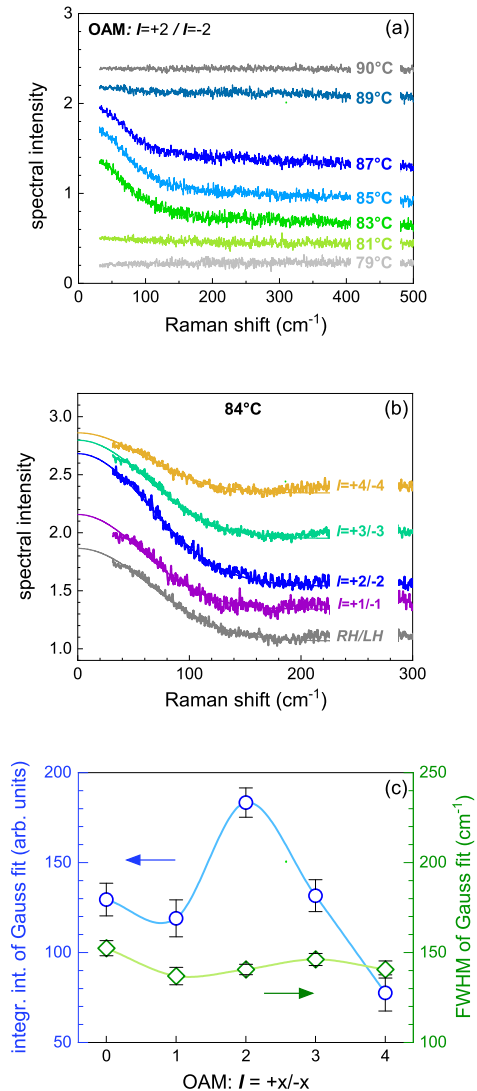 OAM: l=+2 / l=-2
(a)
3
2
1
0
spectral intensity
90°C
89°C
87°C
85°C
83°C
81°C
79°C
0 100 200 300 400 500
Raman shift (cm-1)
84°C
(b)
3.0
2.5
2.0
1.5
1.0
spectral intensity
l=+4/-4
l=+3/-3
l=+2/-2
l=+1/-1
RH/LH
0 100 200 300
Raman shift (cm-1)
(c)
200
150
100
50
integr. int. of Gauss fit (arb. units)
250
200
150
100
FWHM of Gauss fit (cm-1)
0 1 2 3 4
OAM: l = +x/-x